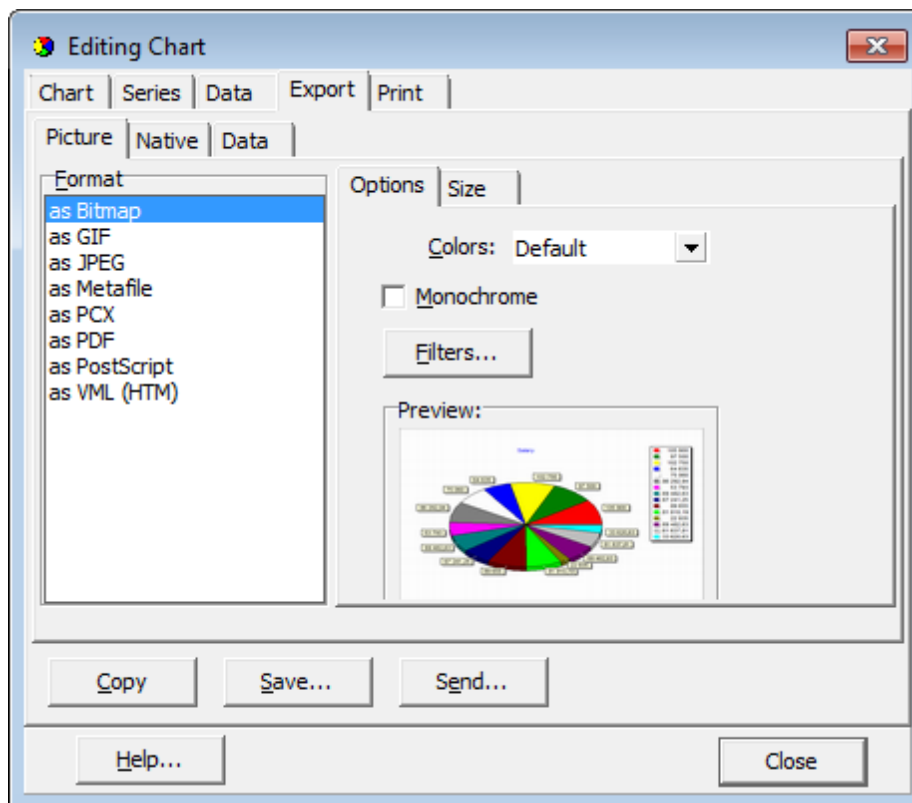 Editing Chart
Chart Series Data Export Print
Picture Native Data
Format
as Bitmap
as GIF
as JPEG
as Metafile
as PCX
as PDF
as PostScript
as VML (HTM)
Options Size
Colors: Default
Monochrome
Filters...
Preview:
Copy Save... Send...
Help... Close